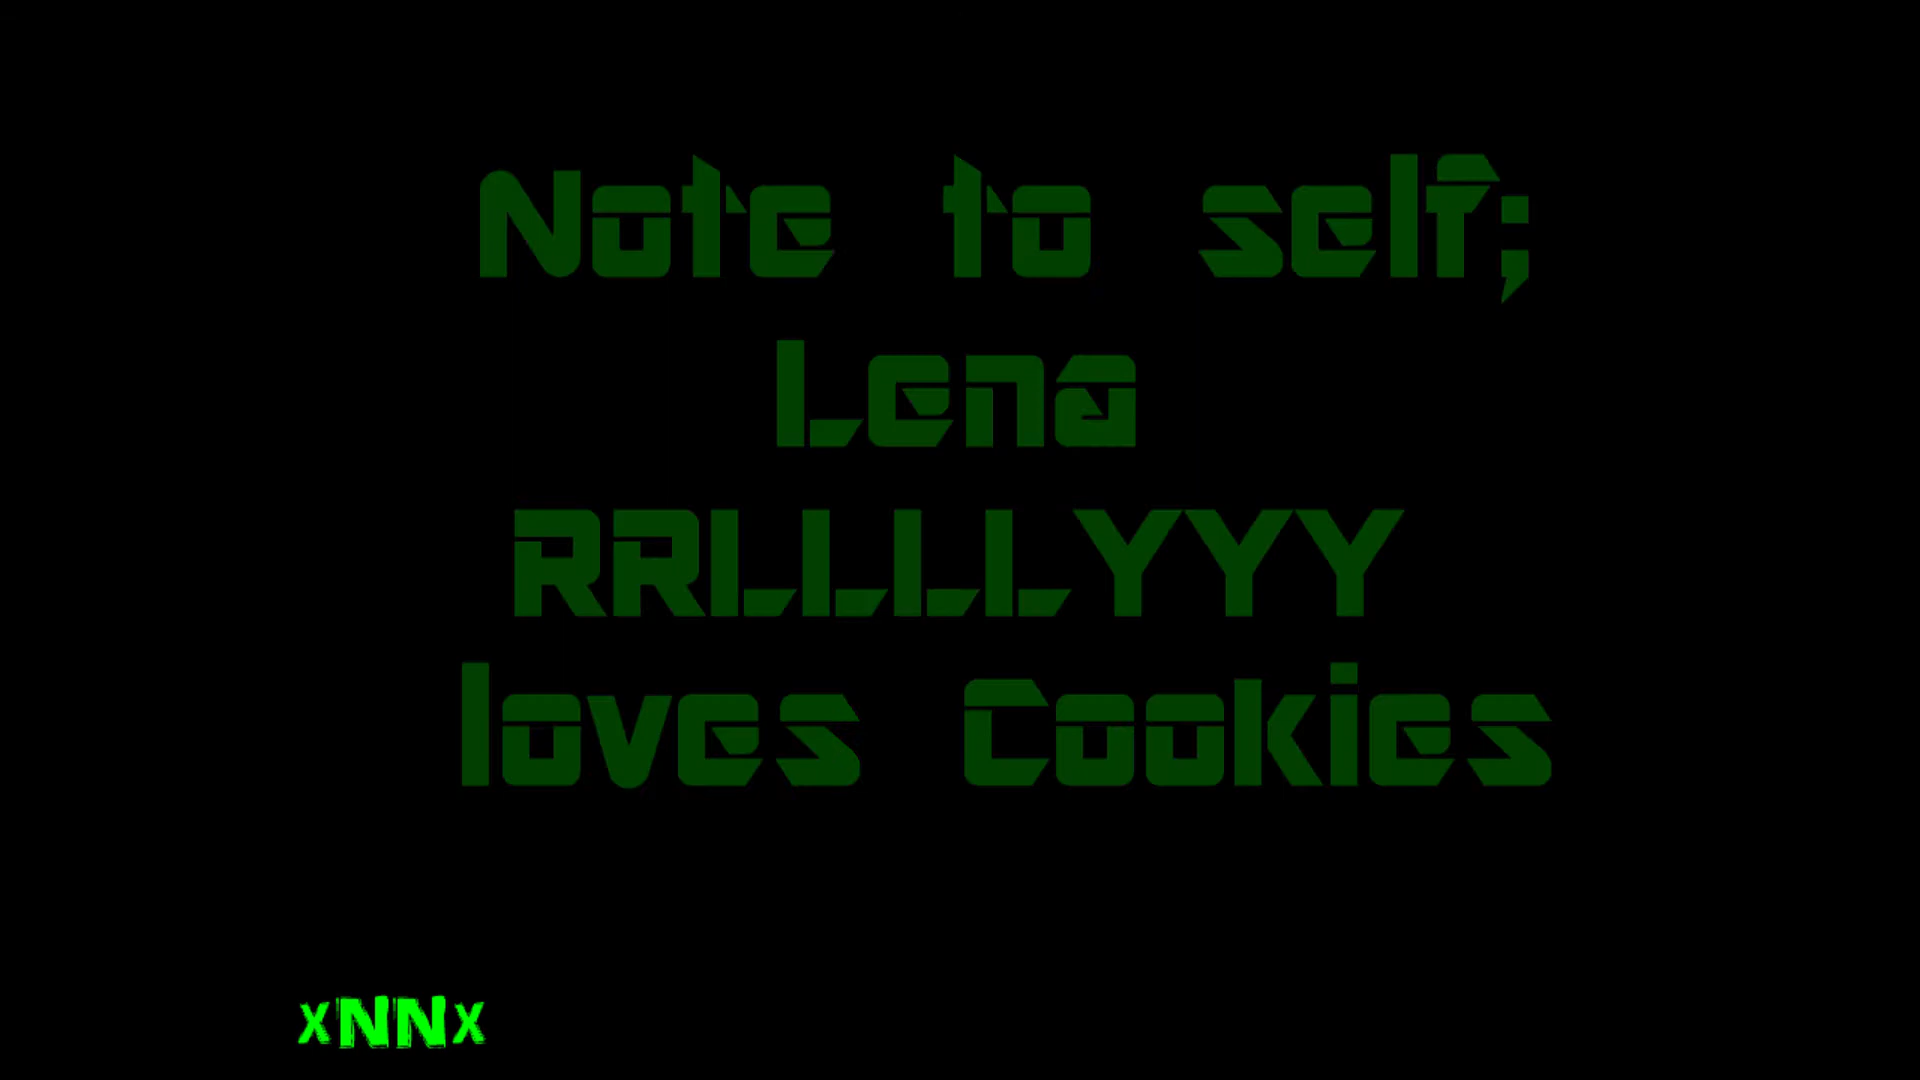 Note to self;
Lena
RRLLLLYYY
loves Cookies
xNNx